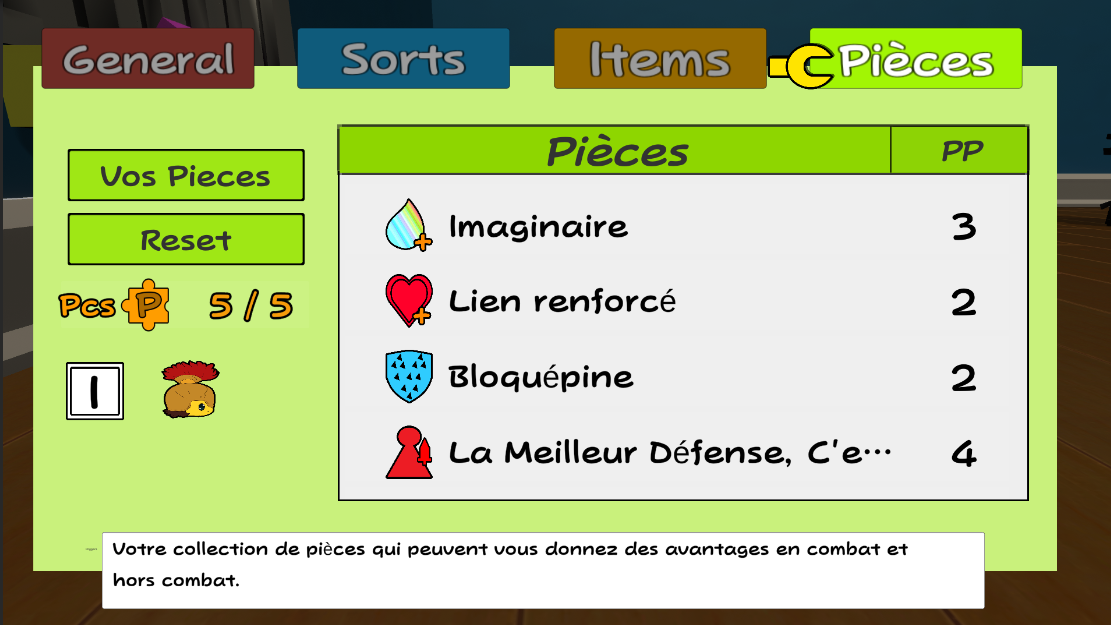 General
Sorts
Items
Pièces
Vos Pieces
Reset
Pcs P 5 / 5
1
Pièces PP
Imaginaire 3
Lien renforcé 2
Bloquépine 2
La Meilleur Défense, C'e… 4
Votre collection de pièces qui peuvent vous donnez des avantages en combat et
hors combat.